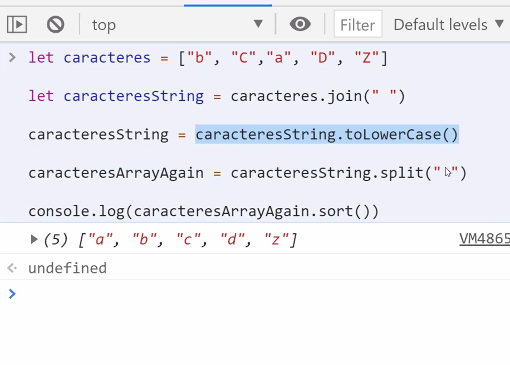 top Filter Default levels
let caracteres = ["b", "C","a", "D", "Z"]
let caracteresString = caracteres.join(" ")
caracteresString = caracteresString.toLowerCase()
caracteresArrayAgain = caracteresString.split(" ")
console.log(caracteresArrayAgain.sort())
(5) ["a", "b", "c", "d", "z"] VM4865
undefined